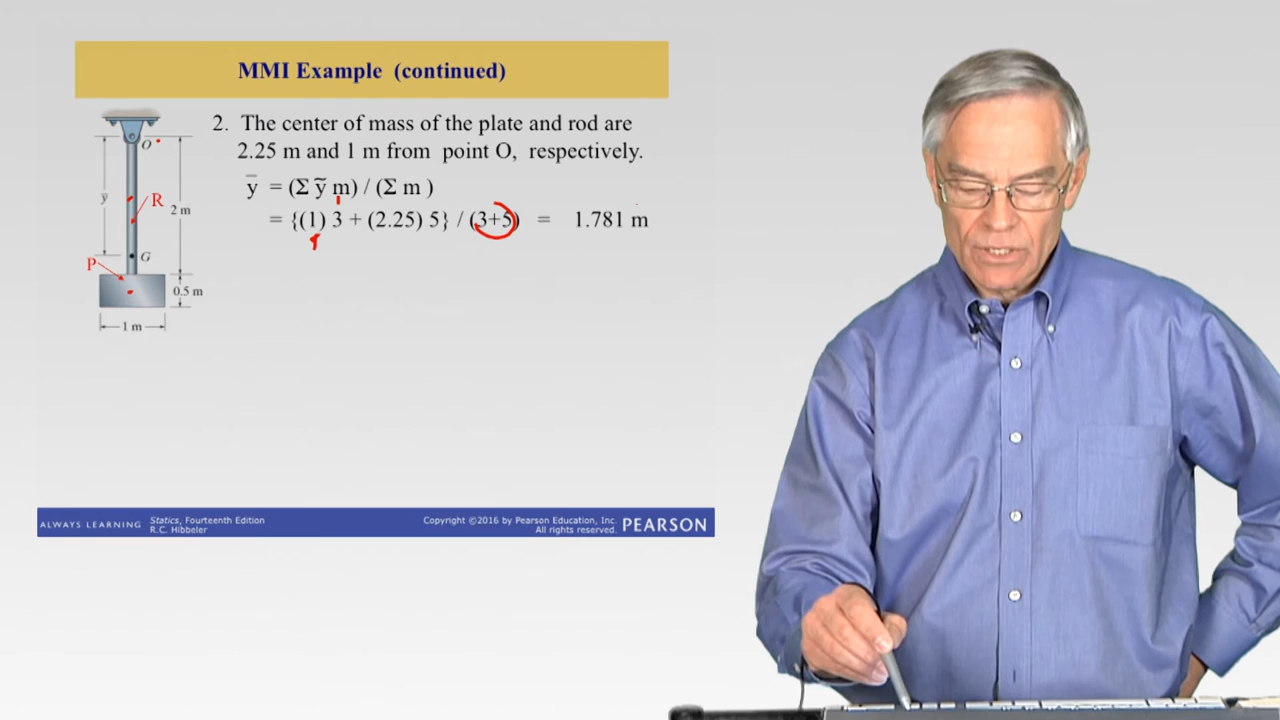 MMI Example (continued)
2. The center of mass of the plate and rod are
2.25 m and 1 m from point O, respectively.
y̅ = (Σ ỹ m) / (Σ m )
= {(1) 3 + (2.25) 5} / (3+5) = 1.781 m
O
y̅
R
2 m
G
P
0.5 m
1 m
ALWAYS LEARNING
Statics, Fourteenth Edition
R.C. Hibbeler
Copyright ©2016 by Pearson Education, Inc.
All rights reserved.
PEARSON